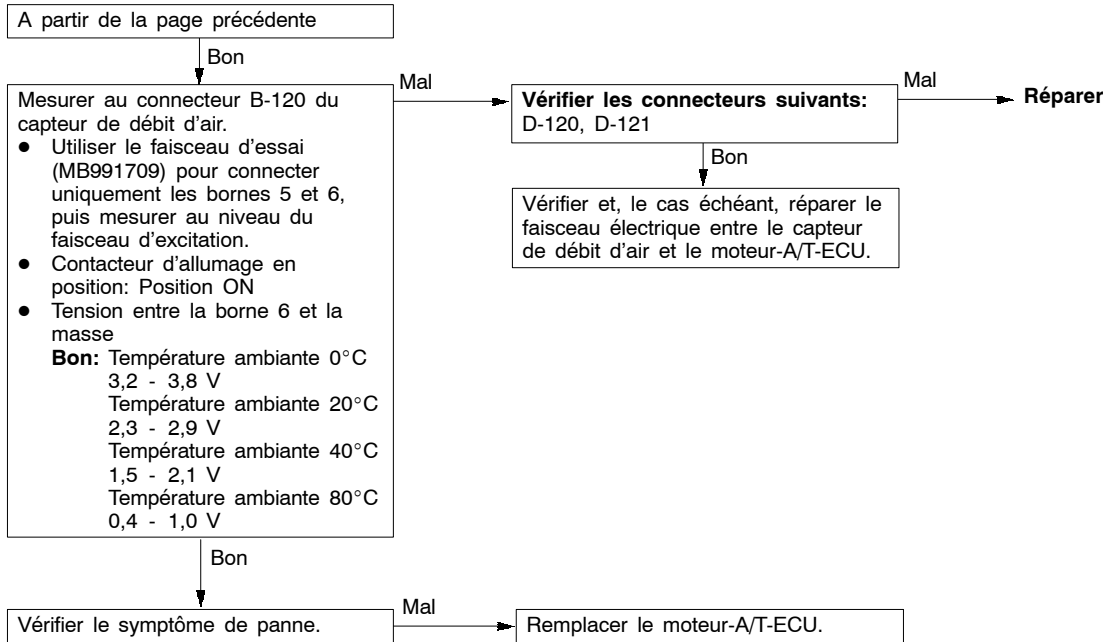 A partir de la page précédente
Bon
Mesurer au connecteur B-120 du
capteur de débit d'air.
● Utiliser le faisceau d'essai
(MB991709) pour connecter
uniquement les bornes 5 et 6,
puis mesurer au niveau du
faisceau d'excitation.
● Contacteur d'allumage en
position: Position ON
● Tension entre la borne 6 et la
masse
Bon: Température ambiante 0°C
3,2 - 3,8 V
Température ambiante 20°C
2,3 - 2,9 V
Température ambiante 40°C
1,5 - 2,1 V
Température ambiante 80°C
0,4 - 1,0 V
Mal
Vérifier les connecteurs suivants:
D-120, D-121
Mal
Réparer
Bon
Vérifier et, le cas échéant, réparer le
faisceau électrique entre le capteur
de débit d'air et le moteur-A/T-ECU.
Bon
Vérifier le symptôme de panne.
Mal
Remplacer le moteur-A/T-ECU.